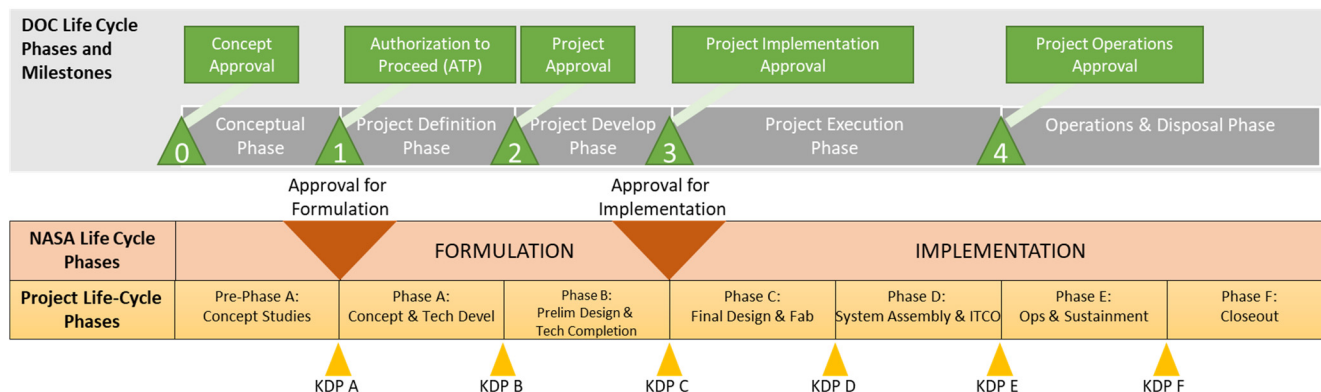 DOC Life Cycle
Phases and
Milestones
Concept
Approval
Authorization to
Proceed (ATP)
Project
Approval
Project Implementation
Approval
Project Operations
Approval
0
Conceptual
Phase
1
Project Definition
Phase
2
Project Develop
Phase
3
Project Execution
Phase
4
Operations & Disposal Phase
Approval for
Formulation
Approval for
Implementation
NASA Life Cycle
Phases
FORMULATION
IMPLEMENTATION
Project Life-Cycle
Phases
Pre-Phase A:
Concept Studies
Phase A:
Concept & Tech Devel
Phase B:
Prelim Design &
Tech Completion
Phase C:
Final Design & Fab
Phase D:
System Assembly & ITCO
Phase E:
Ops & Sustainment
Phase F:
Closeout
KDP A
KDP B
KDP C
KDP D
KDP E
KDP F